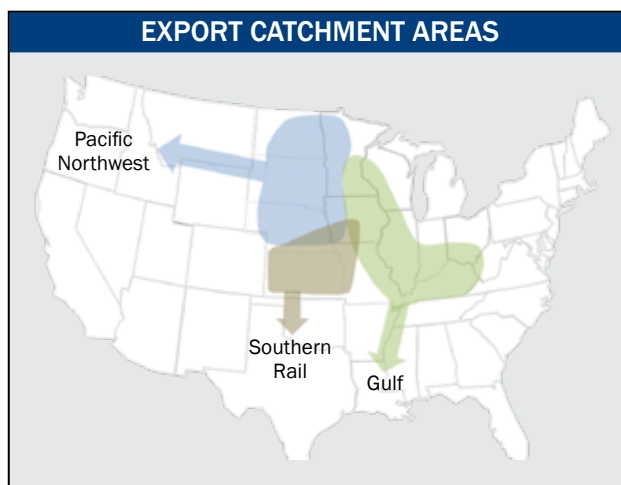 EXPORT CATCHMENT AREAS
Pacific
Northwest
Southern
Rail
Gulf